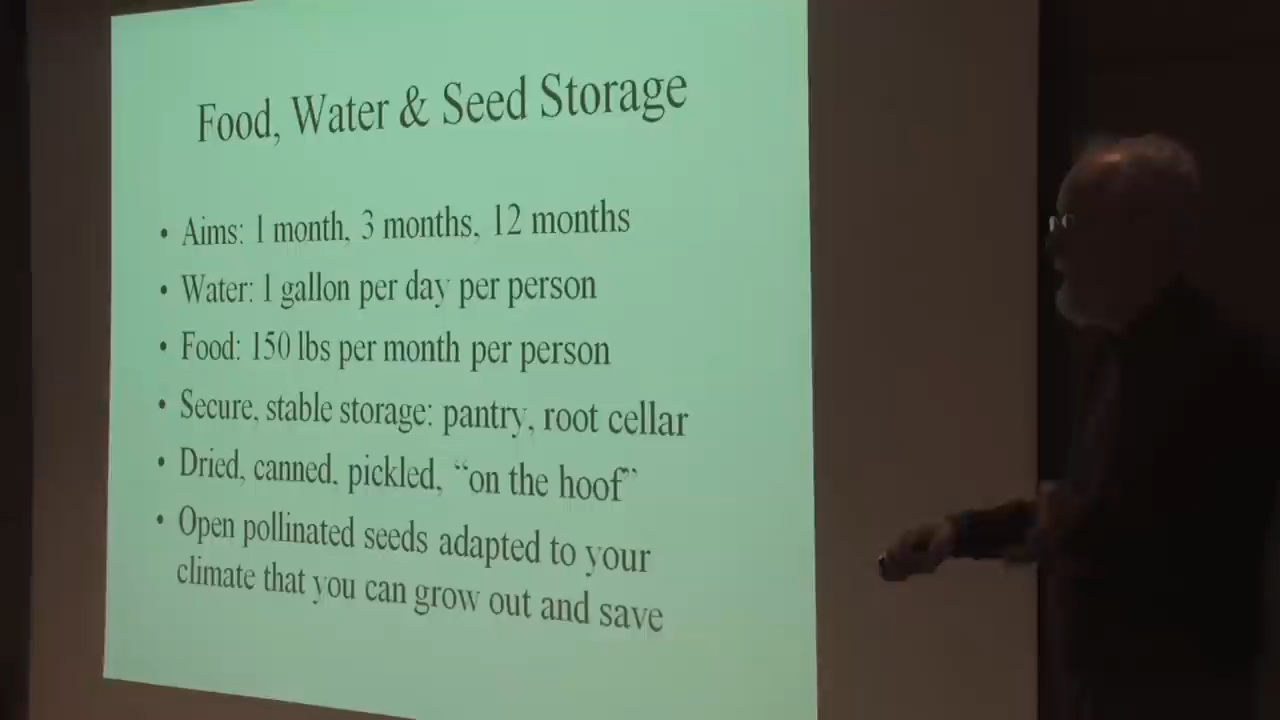 Food, Water & Seed Storage
• Aims: 1 month, 3 months, 12 months
• Water: 1 gallon per day per person
• Food: 150 lbs per month per person
• Secure, stable storage: pantry, root cellar
• Dried, canned, pickled, “on the hoof”
• Open pollinated seeds adapted to your
climate that you can grow out and save